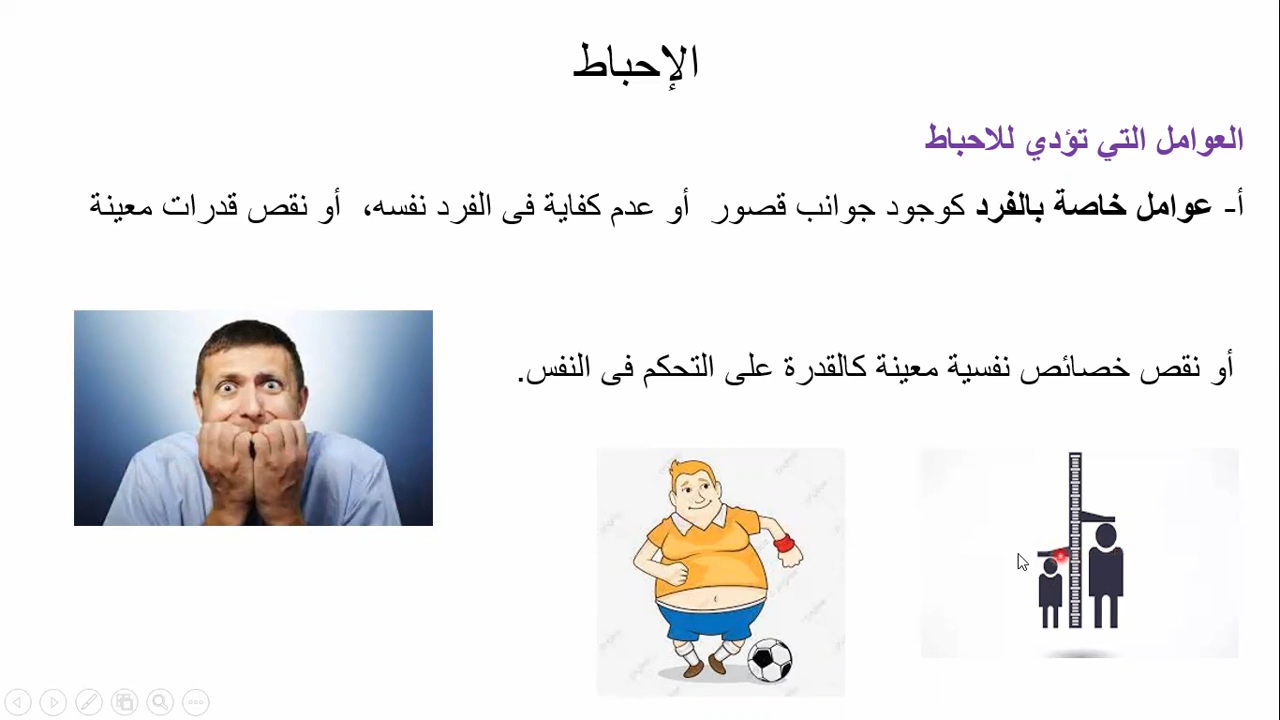 الإحباط
العوامل التي تؤدي للاحباط
أ- عوامل خاصة بالفرد كوجود جوانب قصور أو عدم كفاية فى الفرد نفسه، أو نقص قدرات معينة
أو نقص خصائص نفسية معينة كالقدرة على التحكم فى النفس.